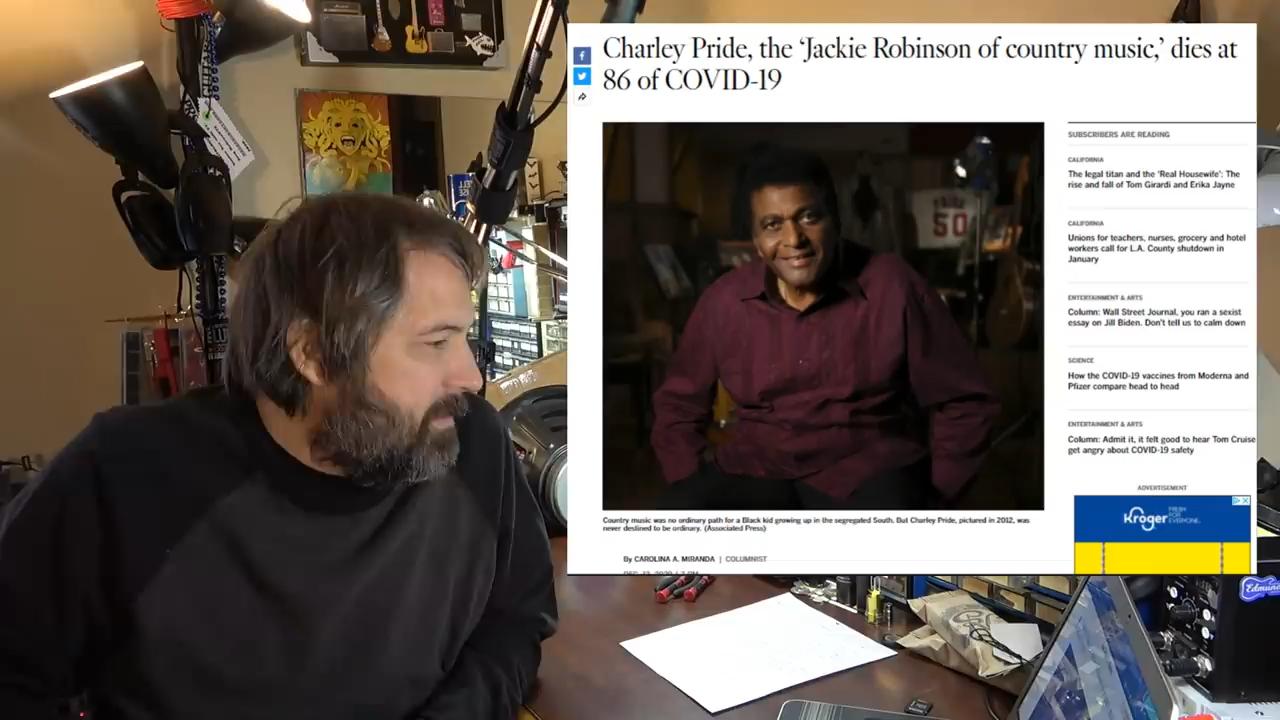 Charley Pride, the ‘Jackie Robinson of country music,’ dies at
86 of COVID-19
SUBSCRIBERS ARE READING
CALIFORNIA
The legal titan and the ‘Real Housewife’: The
rise and fall of Tom Girardi and Erika Jayne
CALIFORNIA
Unions for teachers, nurses, grocery and hotel
workers call for L.A. County shutdown in
January
ENTERTAINMENT & ARTS
Column: Wall Street Journal, you ran a sexist
essay on Jill Biden. Don’t tell us to calm down
SCIENCE
How the COVID-19 vaccines from Moderna and
Pfizer compare head to head
ENTERTAINMENT & ARTS
Column: Admit it, it felt good to hear Tom Cruise
get angry about COVID-19 safety
ADVERTISEMENT
Kroger FRESH FOR EVERYONE.
PRIDE
50
Country music was no ordinary path for a Black kid growing up in the segregated South. But Charley Pride, pictured in 2012, was
never destined to be ordinary. (Associated Press)
By CAROLINA A. MIRANDA | COLUMNIST